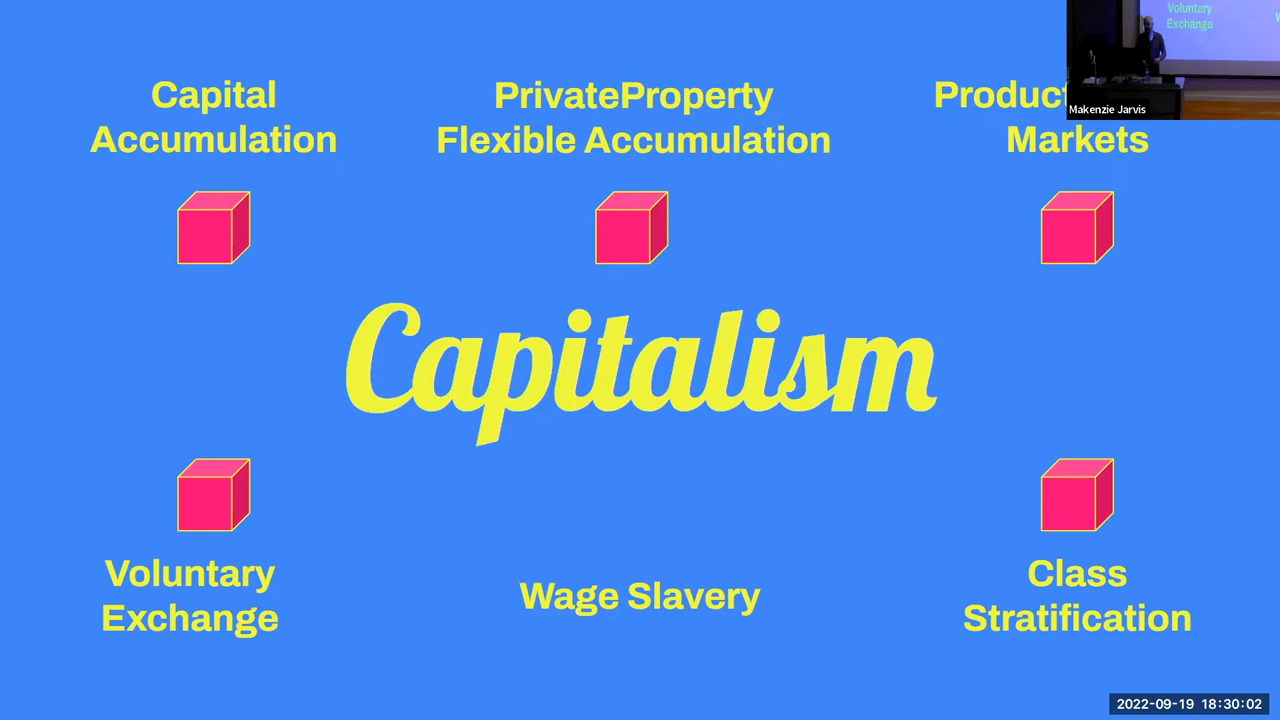 Capital
Accumulation
PrivateProperty
Flexible Accumulation
Product
Markets
Voluntary
Exchange
Makenzie Jarvis
Capitalism
Voluntary
Exchange
Wage Slavery
Class
Stratification
2022-09-19 18:30:02